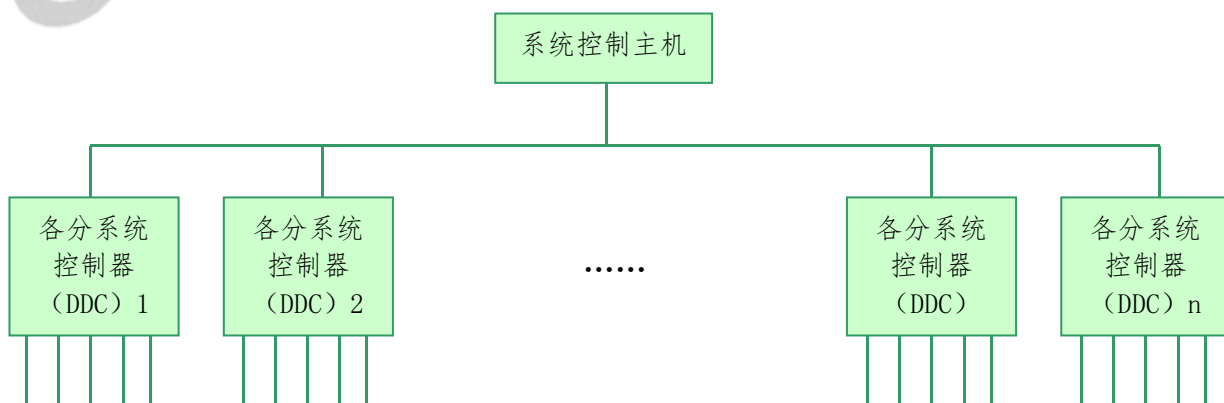 系统控制主机
各分系统
控制器
（DDC）1
各分系统
控制器
（DDC）2
……
各分系统
控制器
（DDC）
各分系统
控制器
（DDC）n